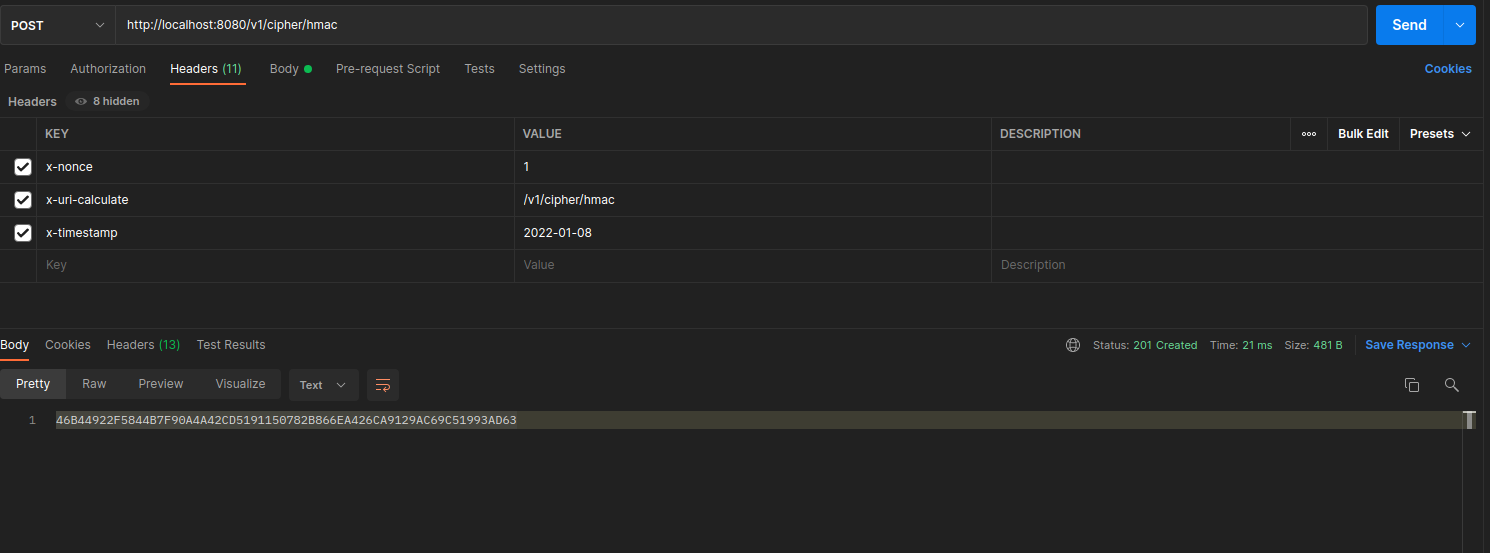 POST http://localhost:8080/v1/cipher/hmac Send
Params Authorization Headers (11) Body Pre-request Script Tests Settings Cookies
Headers 8 hidden
KEY VALUE DESCRIPTION Bulk Edit Presets
x-nonce 1
x-uri-calculate /v1/cipher/hmac
x-timestamp 2022-01-08
Key Value Description
Body Cookies Headers (13) Test Results Status: 201 Created Time: 21 ms Size: 481 B Save Response
Pretty Raw Preview Visualize Text
1 46B44922F5844B7F90A4A42CD5191150782B866EA426CA9129AC69C51993AD63